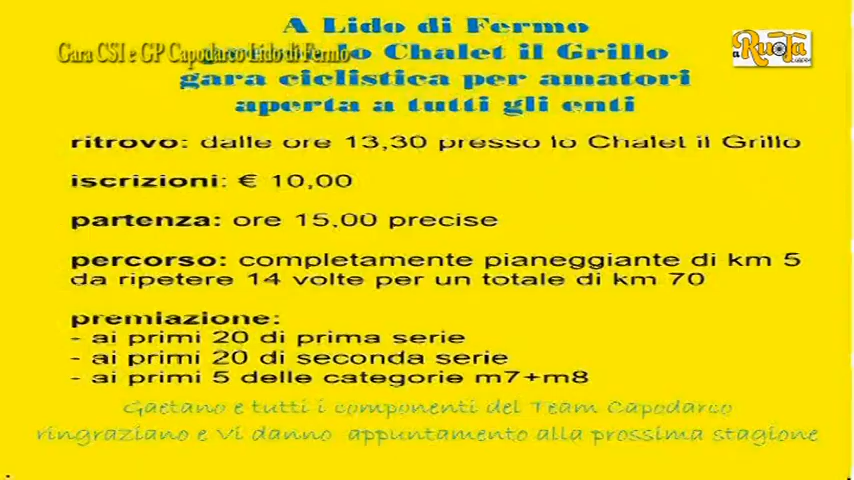 A Lido di Fermo
lo Chalet il Grillo
Gara CSI e GP Capodarco Lido di Fermo
a RuoTa
gara ciclistica per amatori
aperta a tutti gli enti
ritrovo: dalle ore 13,30 presso lo Chalet il Grillo
iscrizioni: € 10,00
partenza: ore 15,00 precise
percorso: completamente pianeggiante di km 5
da ripetere 14 volte per un totale di km 70
premiazione:
- ai primi 20 di prima serie
- ai primi 20 di seconda serie
- ai primi 5 delle categorie m7+m8
Gaetano e tutti i componenti del Team Capodarco
ringraziano e Vi danno appuntamento alla prossima stagione